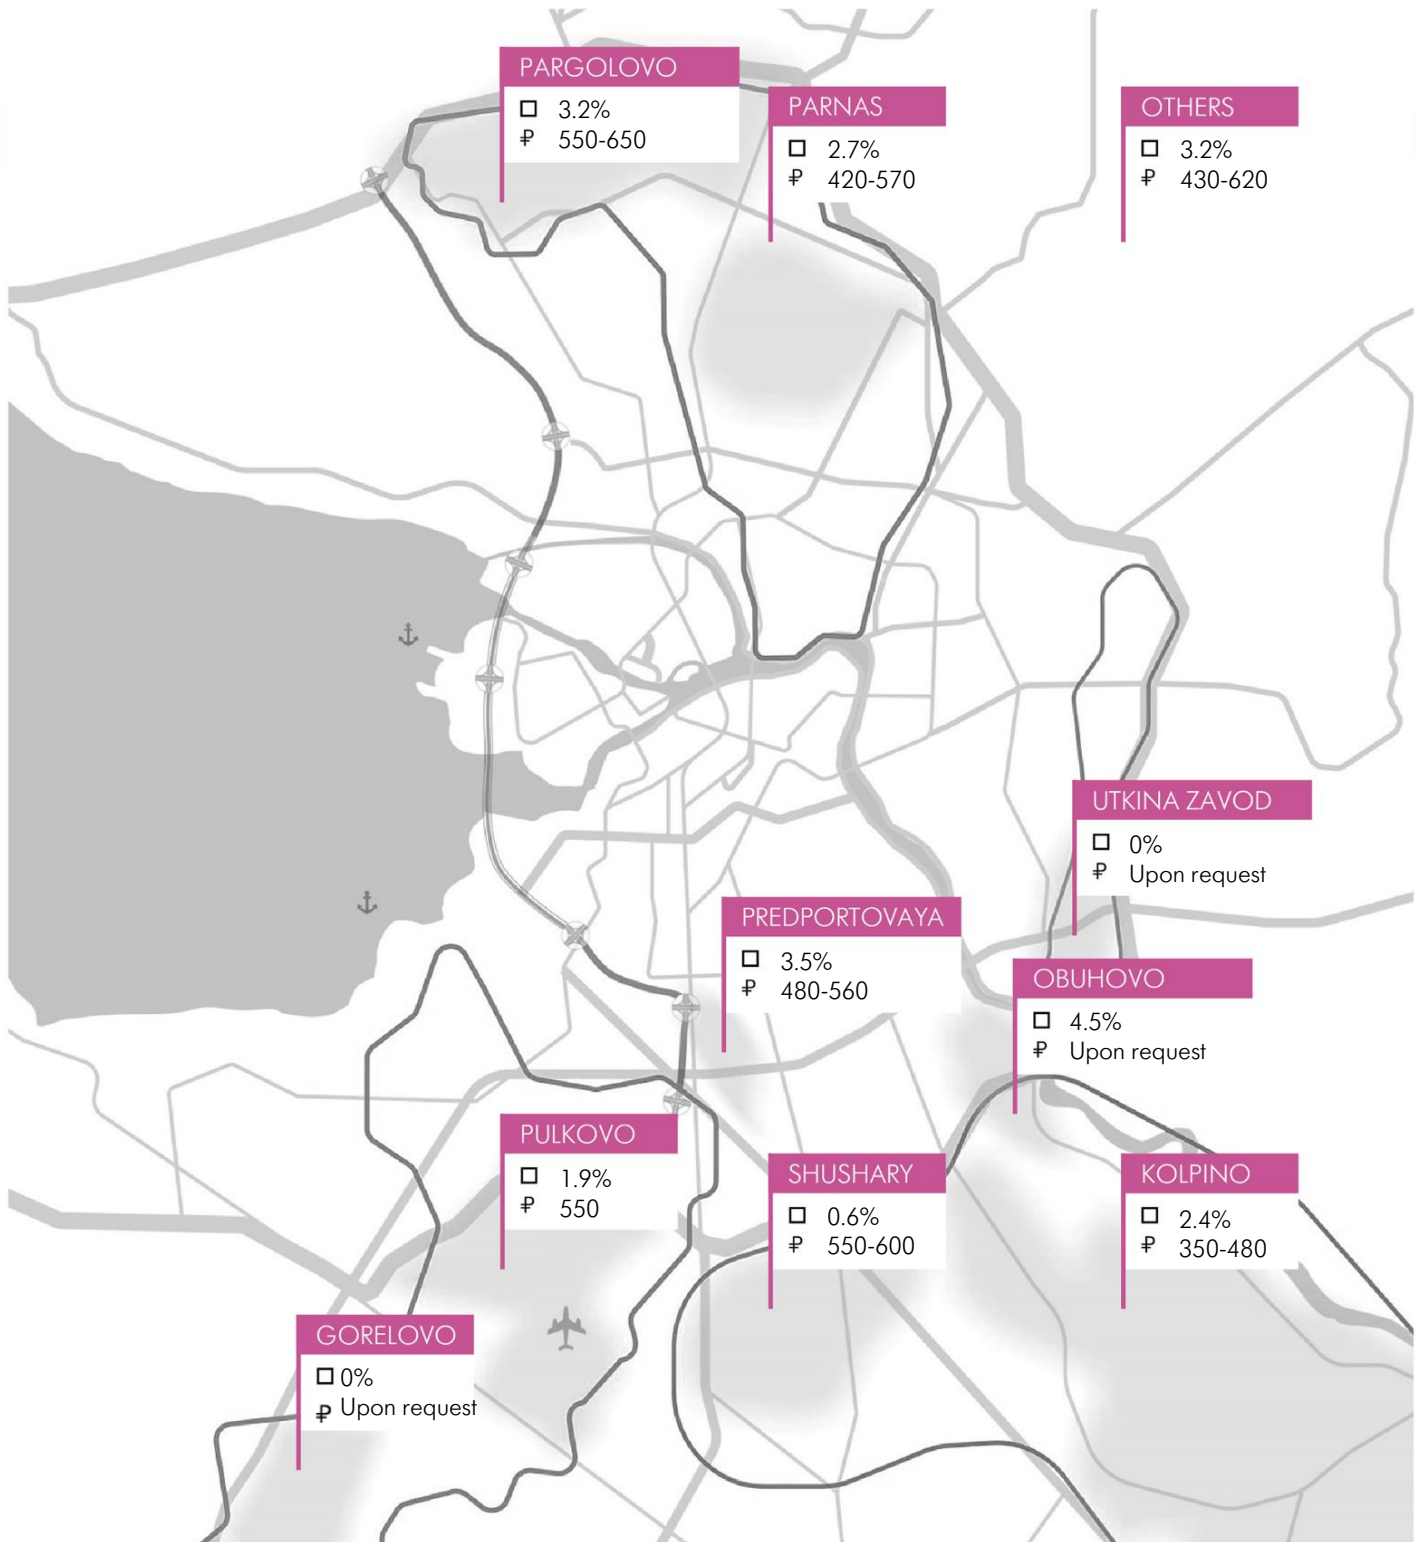 PARGOLOVO
3.2%
₽ 550-650
PARNAS
2.7%
₽ 420-570
OTHERS
3.2%
₽ 430-620
UTKINA ZAVOD
0%
₽ Upon request
PREDPORTOVAYA
3.5%
₽ 480-560
OBUHOVO
4.5%
₽ Upon request
PULKOVO
1.9%
₽ 550
SHUSHARY
0.6%
₽ 550-600
KOLPINO
2.4%
₽ 350-480
GORELOVO
0%
₽ Upon request